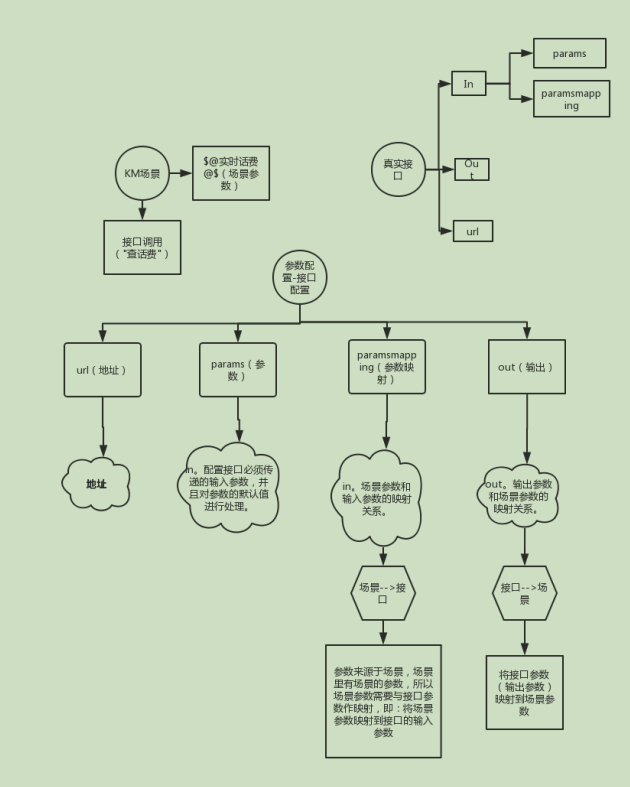 params
In
paramsmapp
ing
KM场景
$@实时话费
@$（场景参
数）
真实接
口
Ou
t
接口调用
（"查话费"）
url
参数配
置-接口
配置
url（地址）
params（参
数）
paramsmapp
ing（参数映
射）
out（输出）
地址
in。配置接口必须传
递的输入参数，并
且对参数的默认值
进行处理。
in。场景参数和
输入参数的映射
关系。
out。输出参数
和场景参数的
映射关系。
场景-->接
口
接口-->场
景
参数来源于场景，场景
里有场景的参数，所以
场景参数需要与接口参
数作映射，即：将场景
参数映射到接口的输入
参数
将接口参数
（输出参数）
映射到场景参
数